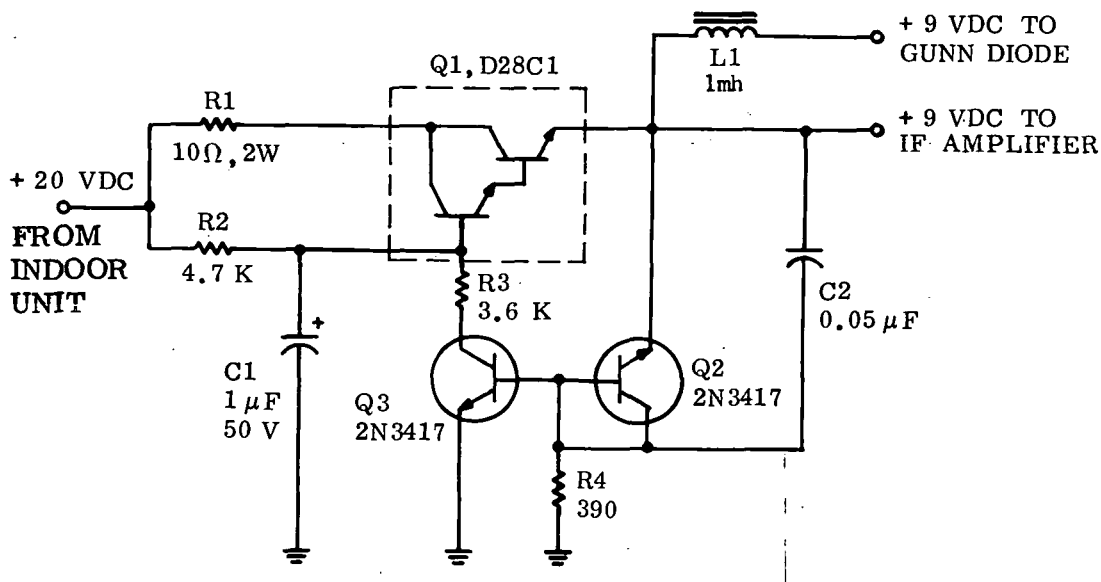 + 9 VDC TO
GUNN DIODE
L1
1mh
Q1, D28C1
R1
10Ω, 2W
+ 9 VDC TO
IF AMPLIFIER
+ 20 VDC
FROM
INDOOR
UNIT
R2
4.7 K
R3
3.6 K
C2
0.05 μF
+
C1
1 μF
50 V
Q3
2N3417
Q2
2N3417
R4
390